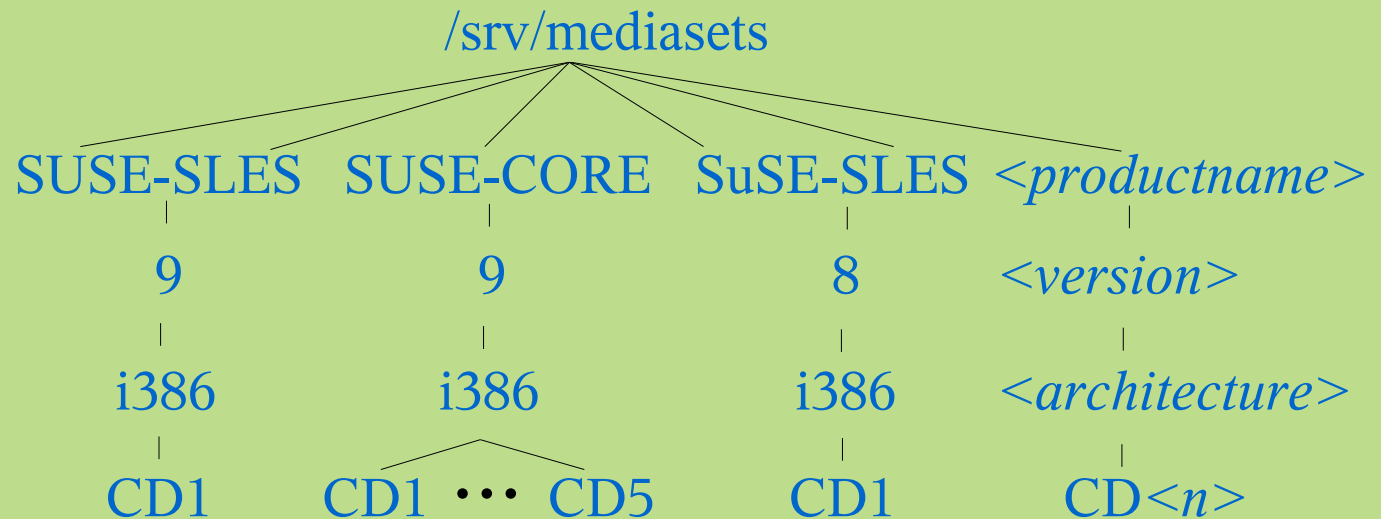 /srv/mediasets
SUSE-SLES SUSE-CORE SuSE-SLES <productname>
9 9 8 <version>
i386 i386 i386 <architecture>
CD1 CD1 ••• CD5 CD1 CD<n>